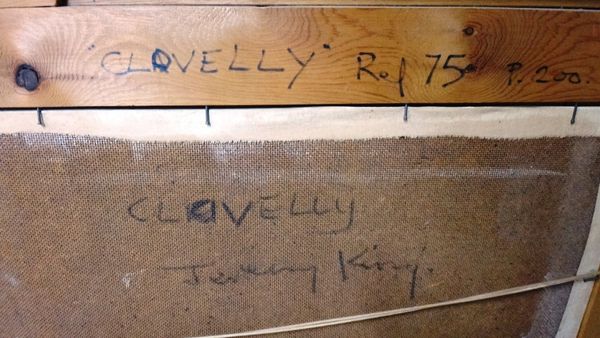 "CLOVELLY" Ref 75 P. 200.
CLOVELLY
Jeremy King.